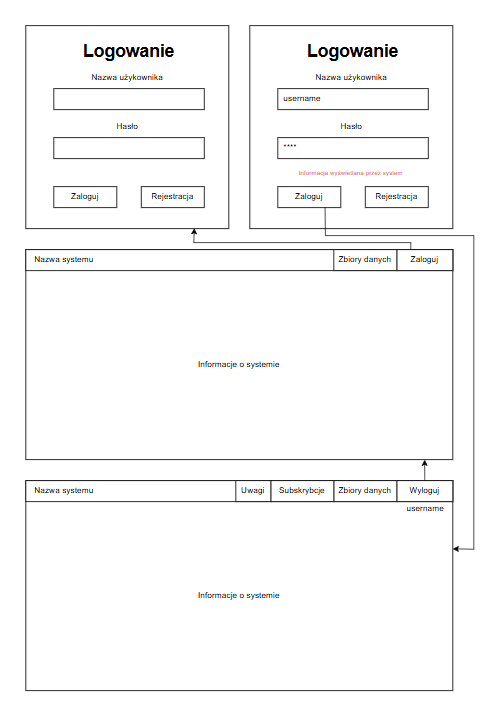 Logowanie
Nazwa użykownika
Hasło
Zaloguj
Rejestracja
Logowanie
Nazwa użykownika
username
Hasło
****
Informacja wyświetlana przez system
Zaloguj
Rejestracja
Nazwa systemu
Zbiory danych
Zaloguj
Informacje o systemie
Nazwa systemu
Uwagi
Subskrybcje
Zbiory danych
Wyloguj
username
Informacje o systemie